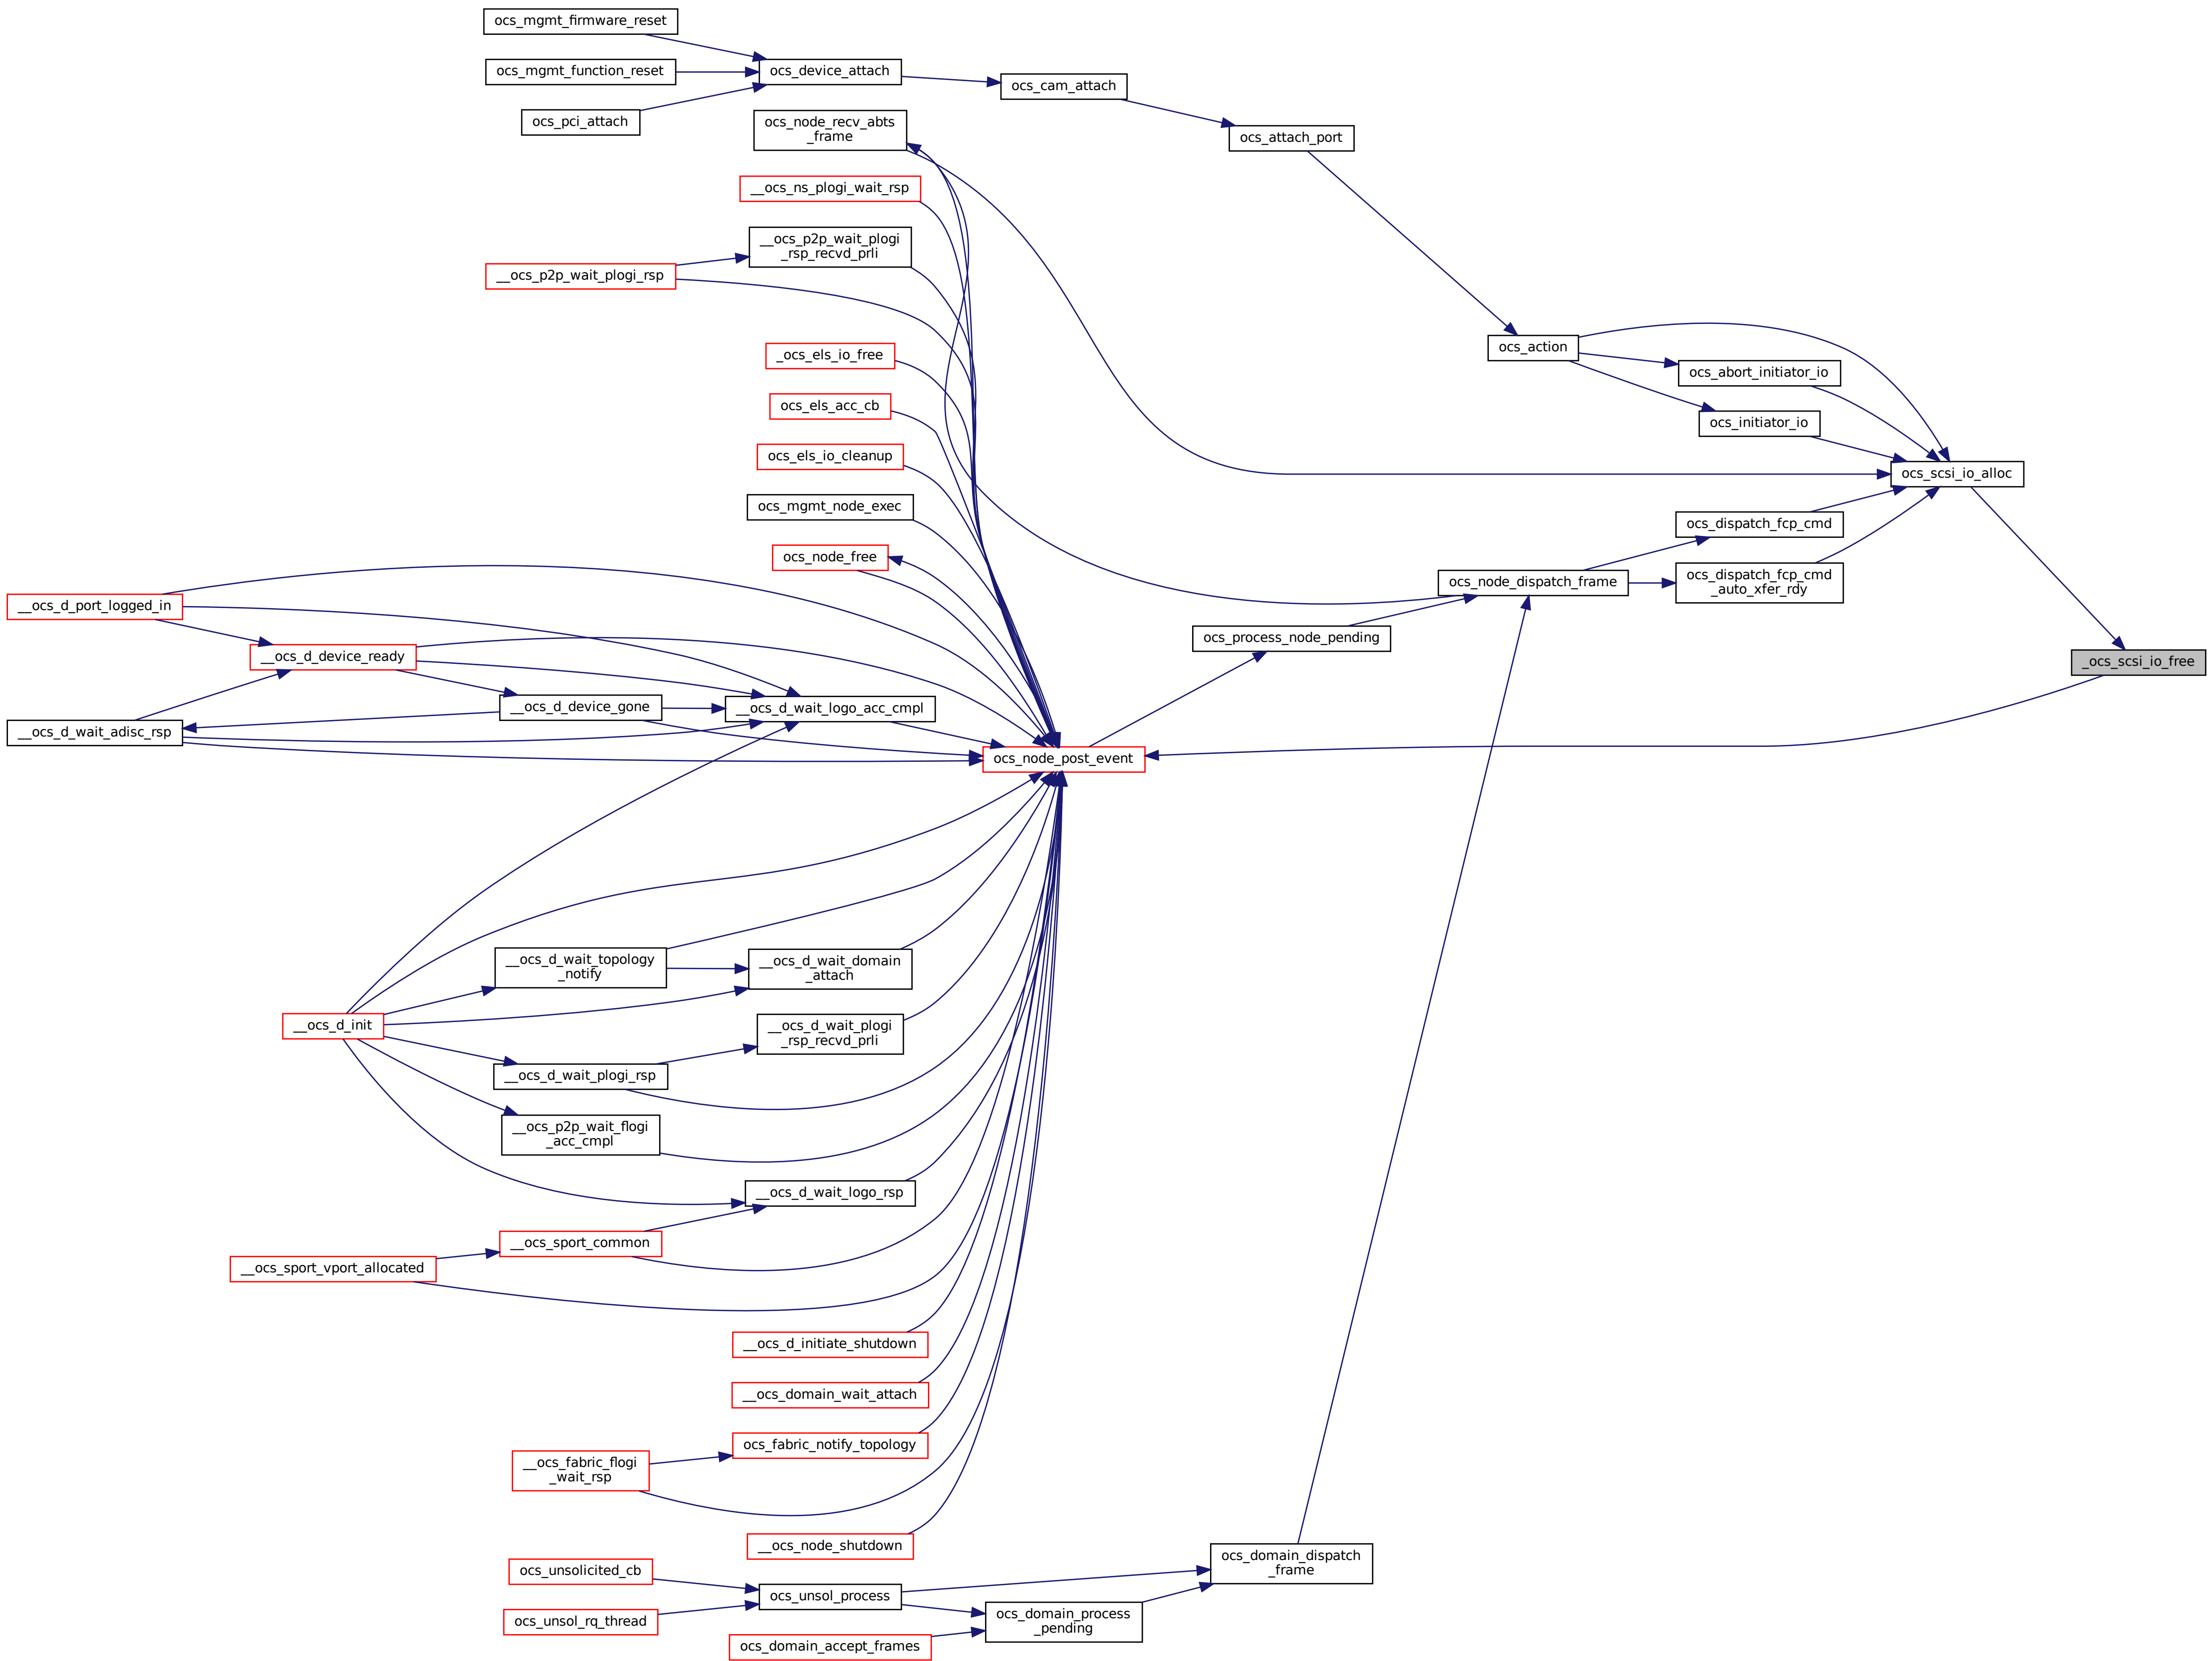 ocs_mgmt_firmware_reset
ocs_mgmt_function_reset
ocs_device_attach
ocs_cam_attach
ocs_pci_attach
ocs_node_recv_abts
_frame
ocs_attach_port
__ocs_ns_plogi_wait_rsp
__ocs_p2p_wait_plogi
_rsp_recvd_prli
__ocs_p2p_wait_plogi_rsp
_ocs_els_io_free
ocs_action
ocs_abort_initiator_io
ocs_els_acc_cb
ocs_initiator_io
ocs_els_io_cleanup
ocs_scsi_io_alloc
ocs_mgmt_node_exec
ocs_dispatch_fcp_cmd
ocs_node_free
ocs_node_dispatch_frame
ocs_dispatch_fcp_cmd
_auto_xfer_rdy
__ocs_d_port_logged_in
ocs_process_node_pending
__ocs_d_device_ready
_ocs_scsi_io_free
__ocs_d_device_gone
__ocs_d_wait_logo_acc_cmpl
__ocs_d_wait_adisc_rsp
ocs_node_post_event
__ocs_d_wait_topology
_notify
__ocs_d_wait_domain
_attach
__ocs_d_init
__ocs_d_wait_plogi
_rsp_recvd_prli
__ocs_d_wait_plogi_rsp
__ocs_p2p_wait_flogi
_acc_cmpl
__ocs_d_wait_logo_rsp
__ocs_sport_common
__ocs_sport_vport_allocated
__ocs_d_initiate_shutdown
__ocs_domain_wait_attach
ocs_fabric_notify_topology
__ocs_fabric_flogi
_wait_rsp
__ocs_node_shutdown
ocs_domain_dispatch
_frame
ocs_unsolicited_cb
ocs_unsol_process
ocs_unsol_rq_thread
ocs_domain_process
_pending
ocs_domain_accept_frames